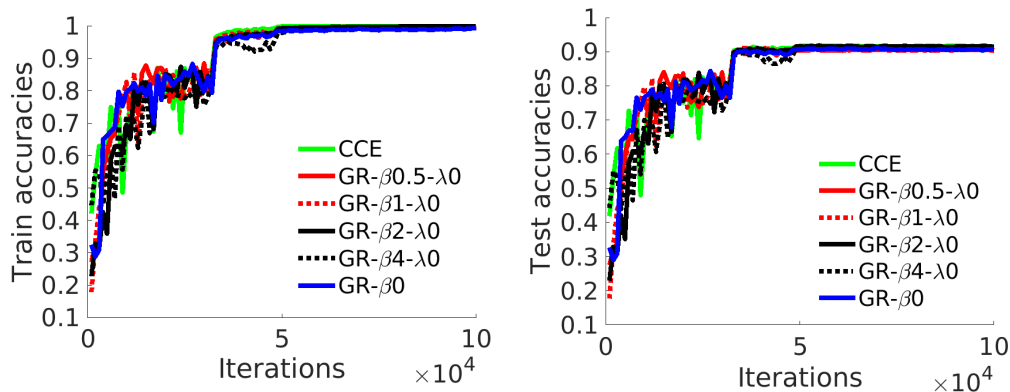 1
0.9
0.8
0.7
0.6
0.5
0.4
0.3
0.2
0.1
Train accuracies
CCE
GR-β0.5-λ0
GR-β1-λ0
GR-β2-λ0
GR-β4-λ0
GR-β0
0 5 10
Iterations
×10⁴
1
0.9
0.8
0.7
0.6
0.5
0.4
0.3
0.2
0.1
Test accuracies
CCE
GR-β0.5-λ0
GR-β1-λ0
GR-β2-λ0
GR-β4-λ0
GR-β0
0 5 10
Iterations
×10⁴